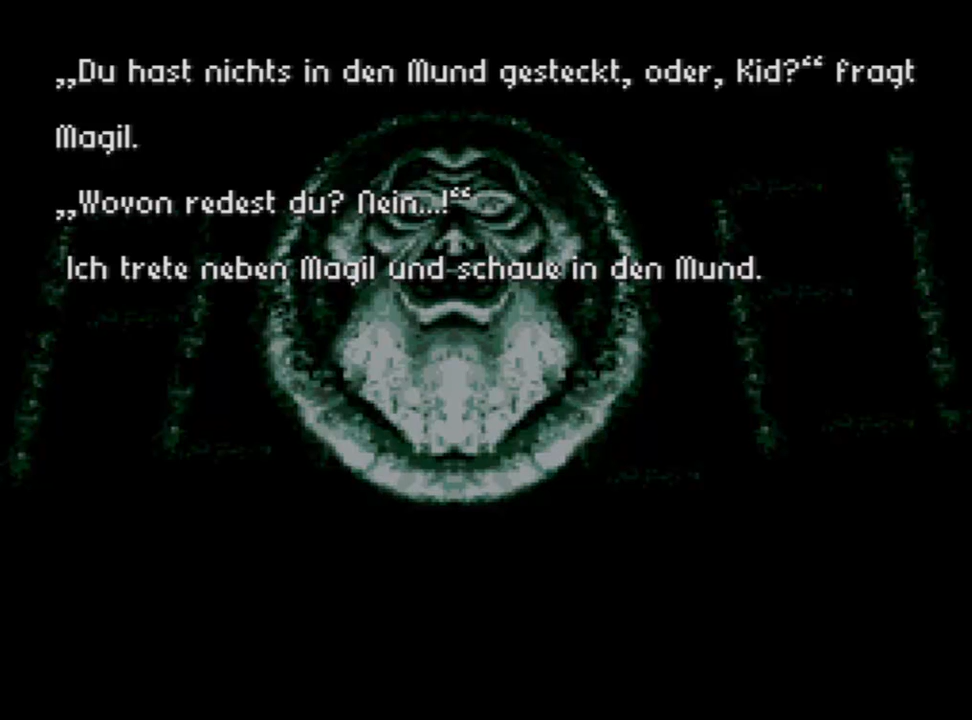 „Du hast nichts in den Mund gesteckt, oder, Kid?“ fragt
Magil.
„Wovon redest du? Nein...!“
Ich trete neben Magil und schaue in den Mund.